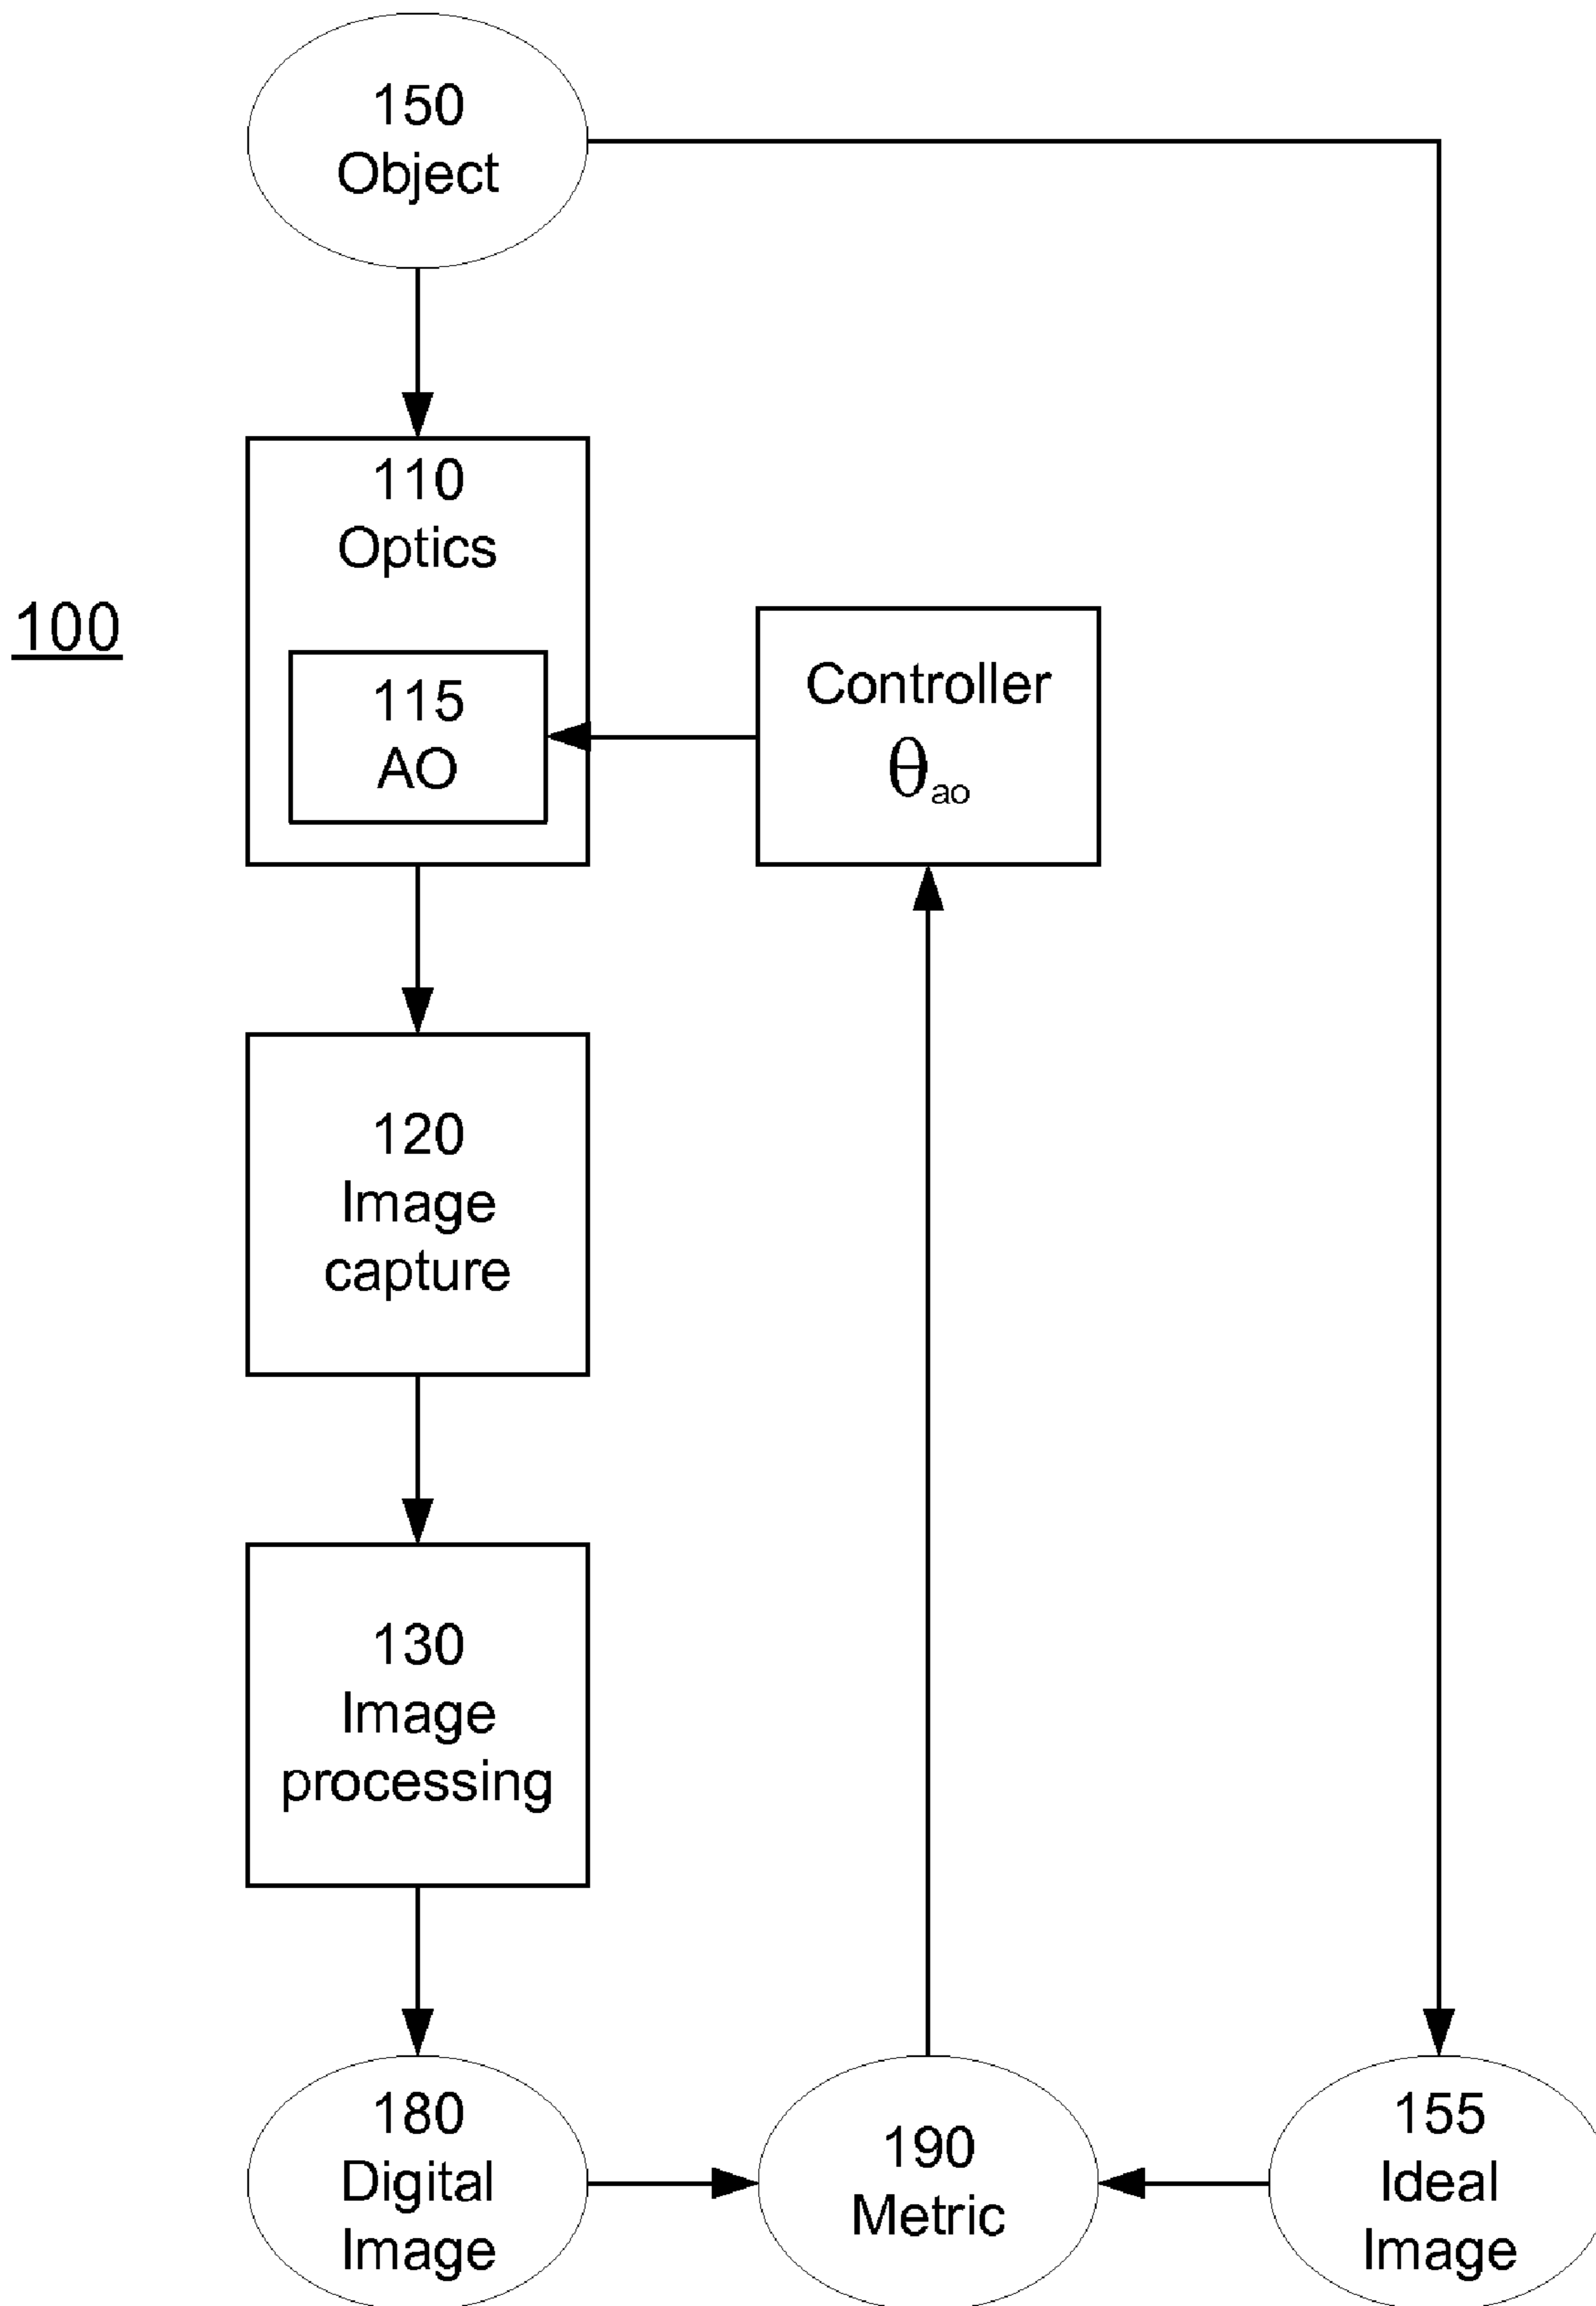 150
Object
110
Optics
100
115
AO
Controller
θao
120
Image
capture
130
Image
processing
180
Digital
Image
190
Metric
155
Ideal
Image